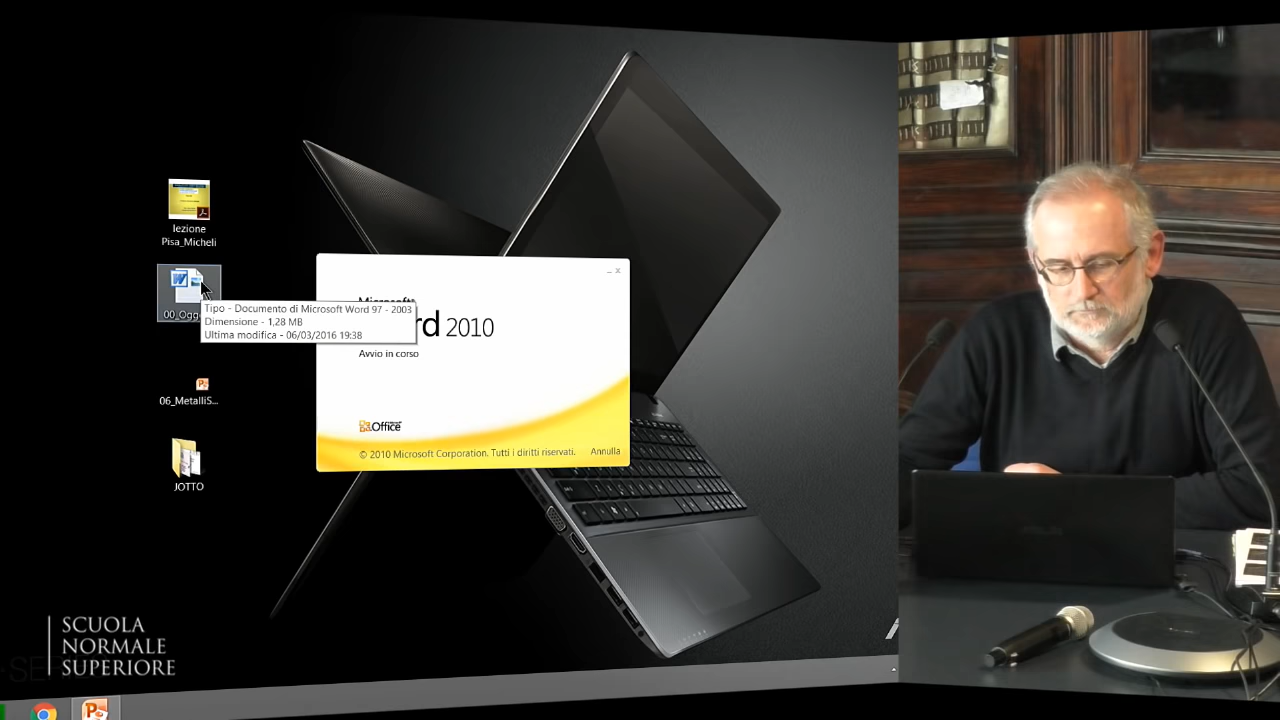 lezione
Pisa_Micheli
00_Ogg
Tipo - Documento di Microsoft Word 97 - 2003
Dimensione - 1,28 MB
Ultima modifica - 06/03/2016 19:38
Microsoft
rd 2010
Avvio in corso
Office
© 2010 Microsoft Corporation. Tutti i diritti riservati.
Annulla
06_MetalliS...
JOTTO
SCUOLA
NORMALE
SUPERIORE